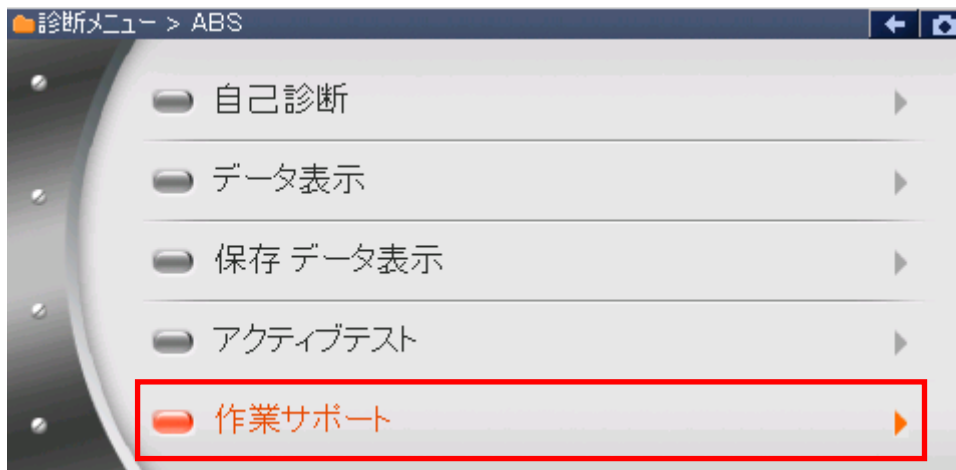 診断メニュー > ABS
自己診断
データ表示
保存 データ表示
アクティブテスト
作業サポート